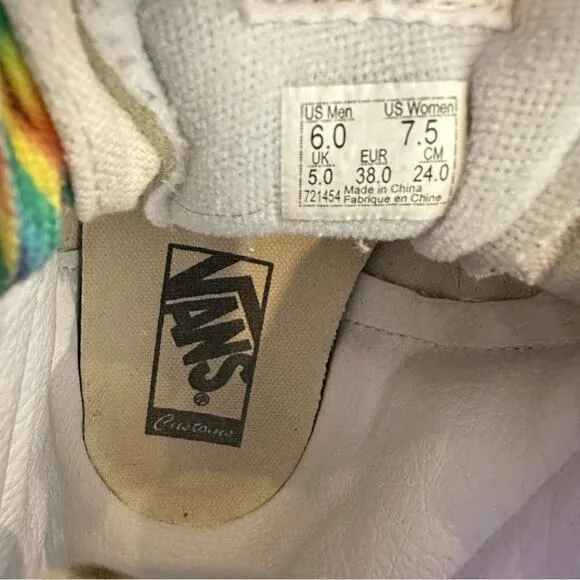 US Men US Women
6.0 7.5
UK EUR CM
5.0 38.0 24.0
721454 Made in China
Fabrique en Chine
VANS®
Customs